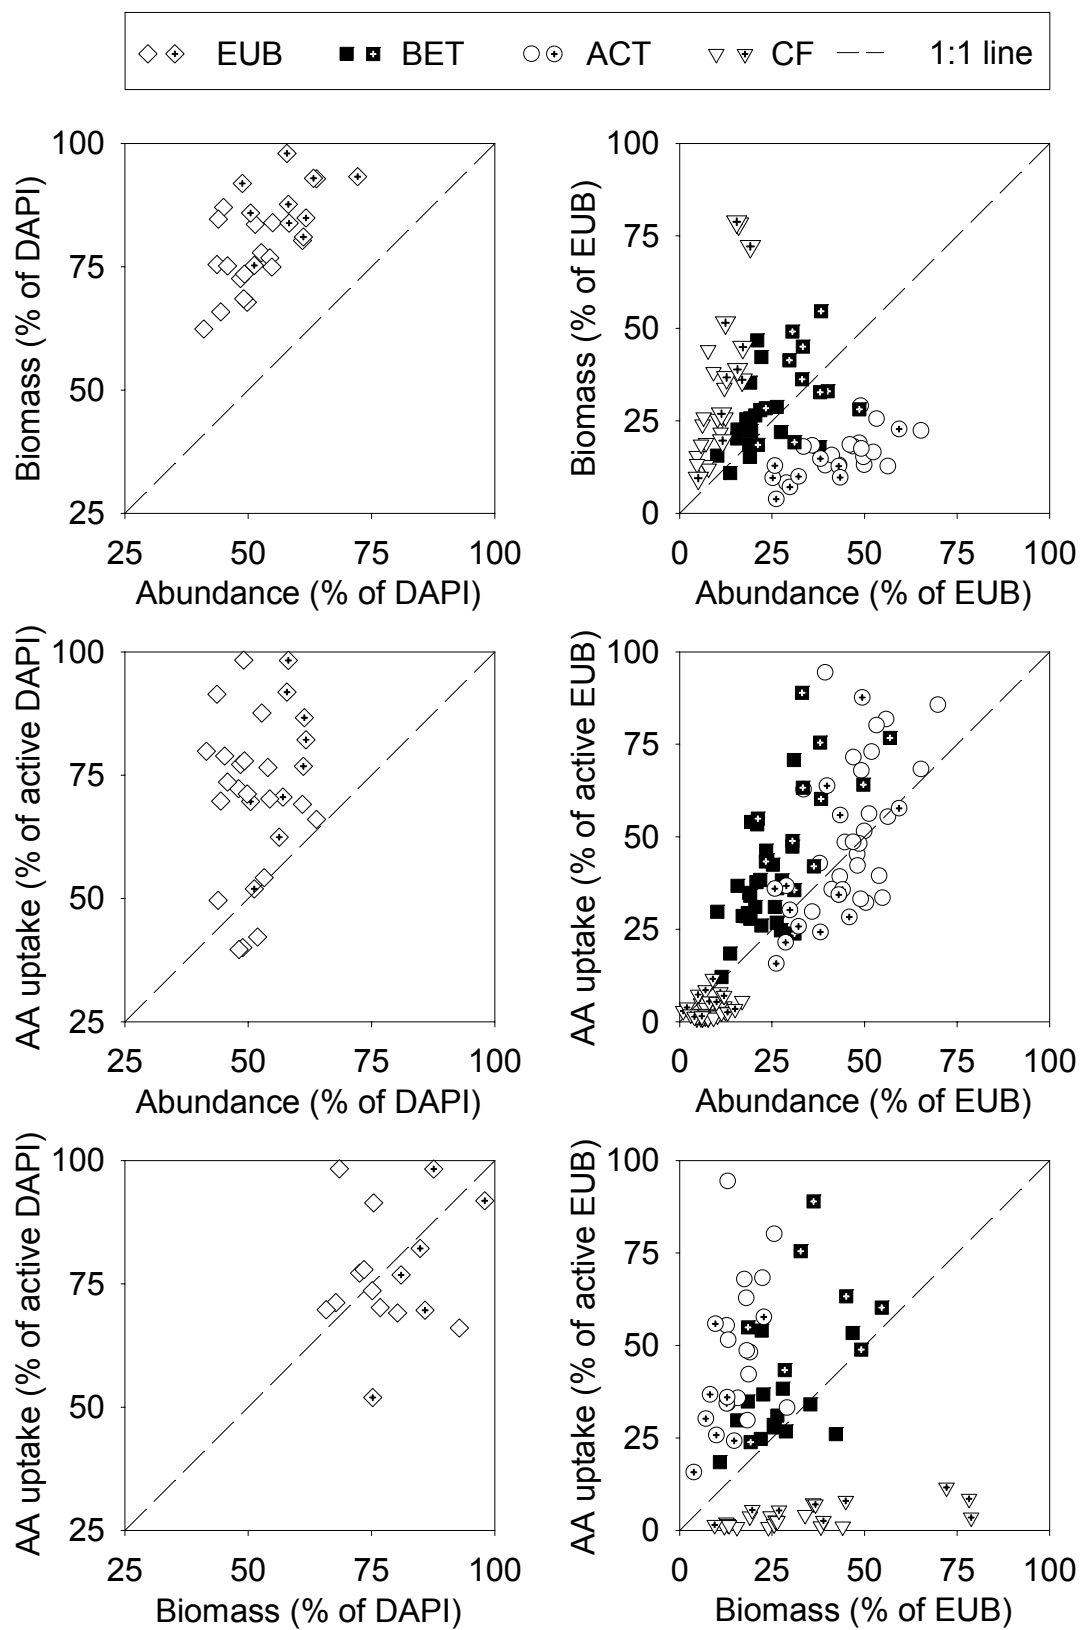 EUB BET ACT CF 1:1 line
Biomass (% of DAPI)
100
75
50
25
25 50 75 100
Abundance (% of DAPI)
Biomass (% of EUB)
100
75
50
25
0
0 25 50 75 100
Abundance (% of EUB)
AA uptake (% of active DAPI)
100
75
50
25
25 50 75 100
Abundance (% of DAPI)
AA uptake (% of active EUB)
100
75
50
25
0
0 25 50 75 100
Abundance (% of EUB)
AA uptake (% of active DAPI)
100
75
50
25
25 50 75 100
Biomass (% of DAPI)
AA uptake (% of active EUB)
100
75
50
25
0
0 25 50 75 100
Biomass (% of EUB)